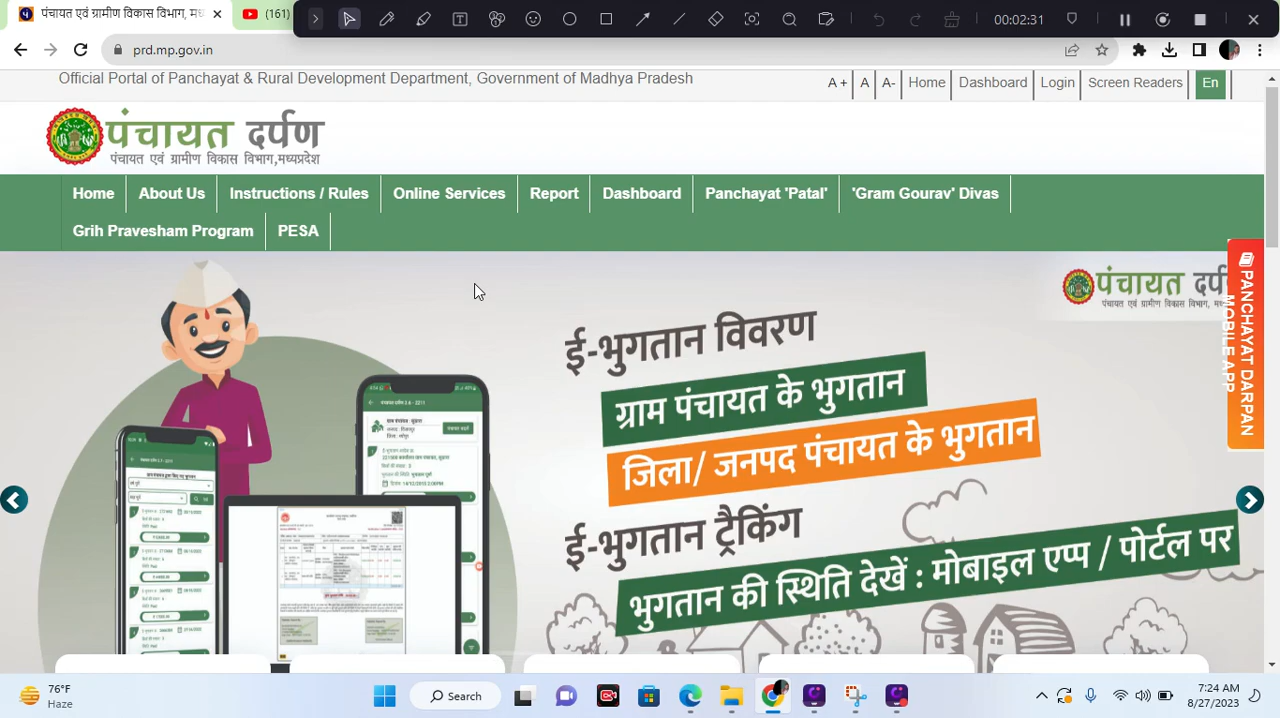 पंचायत एवं ग्रामीण विकास विभाग, मध
(161)
00:02:31
prd.mp.gov.in
Official Portal of Panchayat & Rural Development Department, Government of Madhya Pradesh
A + A A- Home Dashboard Login Screen Readers En
पंचायत दर्पण
पंचायत एवं ग्रामीण विकास विभाग,मध्यप्रदेश
Home About Us Instructions / Rules Online Services Report Dashboard Panchayat 'Patal' 'Gram Gourav' Divas
Grih Pravesham Program PESA
पंचायत दर्पण
पंचायत एवं ग्रामीण विकास विभाग, मध्य
PANCHAYAT DARPAN
MOBILE APP
ई-भुगतान विवरण
ग्राम पंचायत के भुगतान
जिला/ जनपद पंचायत के भुगतान
ई-भुगतान ट्रैकिंग
भुगतान की स्थिति देखें : मोबाइल एप्प / पोर्टल पर
76°F
Haze
Search
7:24 AM
8/27/2023